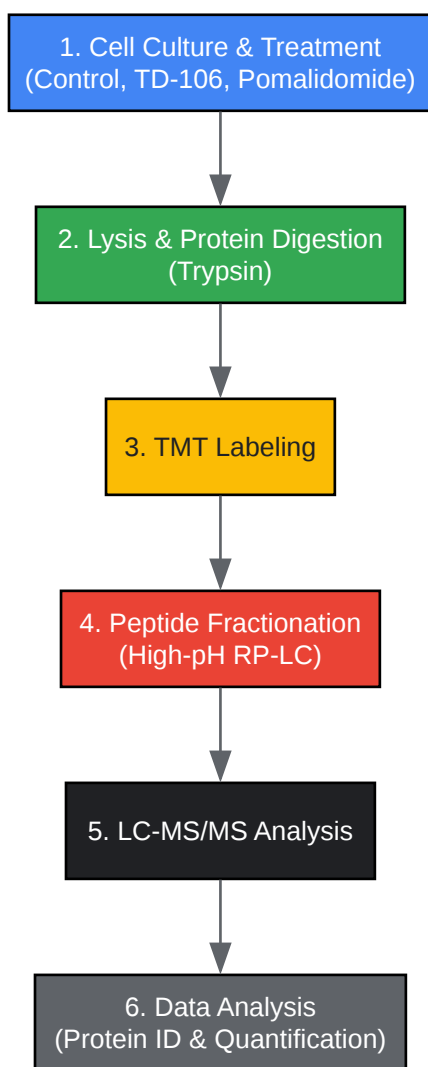 1. Cell Culture & Treatment
(Control, TD-106, Pomalidomide)
2. Lysis & Protein Digestion
(Trypsin)
3. TMT Labeling
4. Peptide Fractionation
(High-pH RP-LC)
5. LC-MS/MS Analysis
6. Data Analysis
(Protein ID & Quantification)